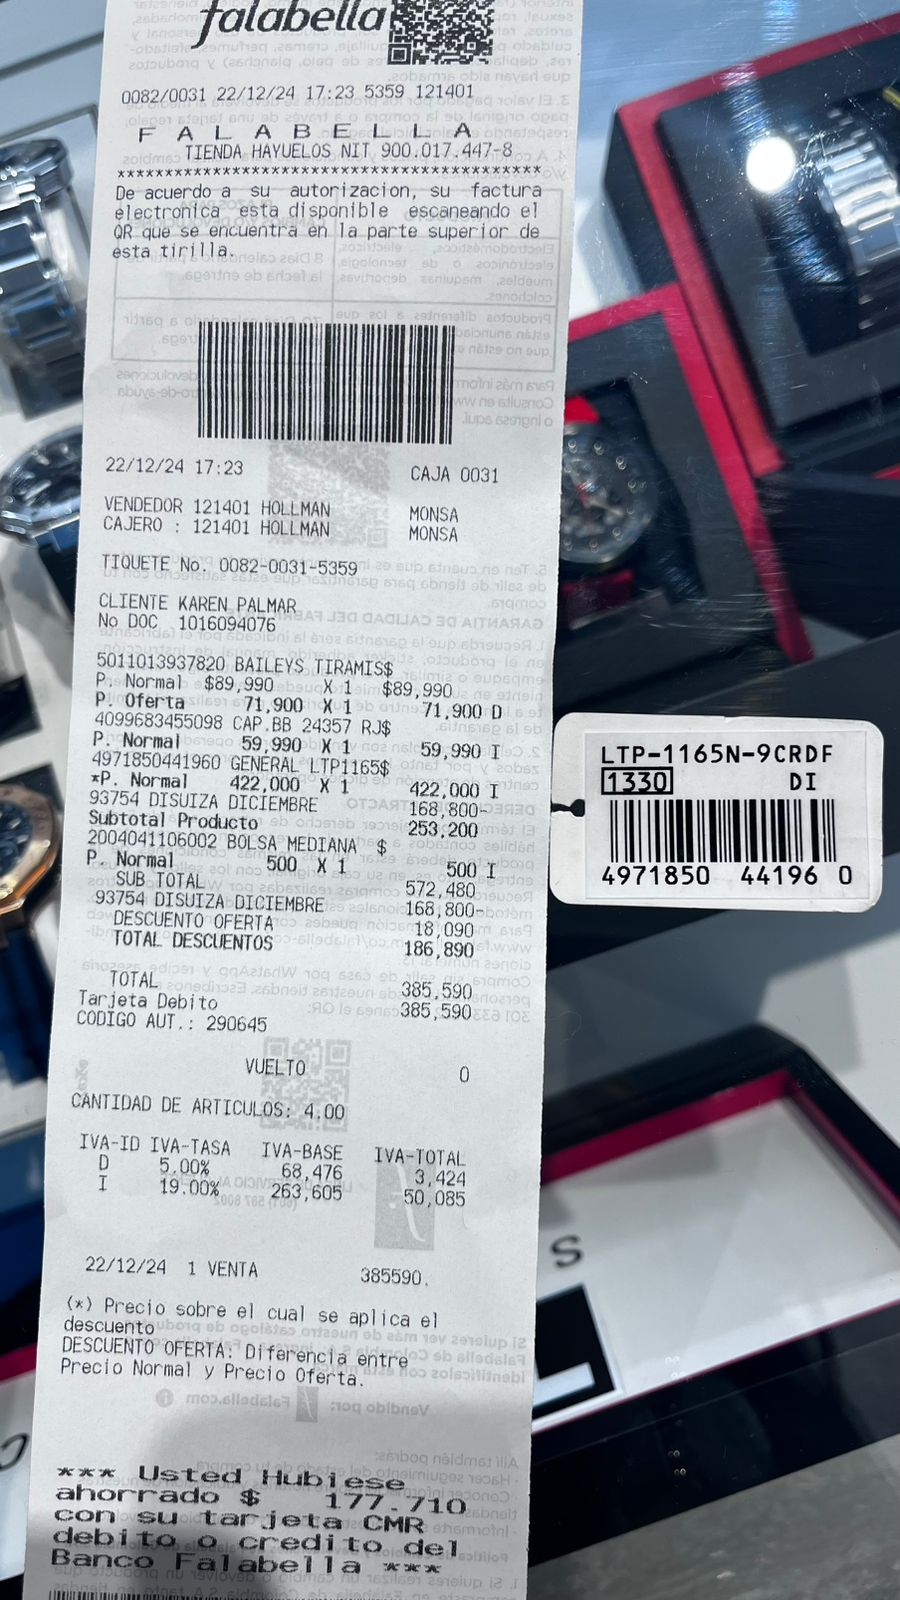 falabella
0082/0031 22/12/24 17:23 5359 121401
F A L A B E L L A
TIENDA HAYUELOS NIT 900.017.447-8
******************************************
De acuerdo a su autorizacion, su factura
electronica esta disponible escaneando el
QR que se encuentra en la parte superior de
esta tirilla.
22/12/24 17:23 CAJA 0031
VENDEDOR 121401 HOLLMAN MONSA
CAJERO : 121401 HOLLMAN MONSA
TIQUETE No. 0082-0031-5359
CLIENTE KAREN PALMAR
No DOC 1016094076
5011013937820 BAILEYS TIRAMIS$
P. Normal $89,990 X 1 $89,990
P. Oferta 71,900 X 1 71,900 D
4099683455098 CAP.BB 24357 RJ$
P. Normal 59,990 X 1 59,990 I
4971850441960 GENERAL LTP1165$
*P. Normal 422,000 X 1 422,000 I
93754 DISUIZA DICIEMBRE 168,800-
Subtotal Producto 253,200
2004041106002 BOLSA MEDIANA $
P. Normal 500 X 1 500 I
SUB TOTAL 572,480
93754 DISUIZA DICIEMBRE 168,800-
DESCUENTO OFERTA 18,090
TOTAL DESCUENTOS 186,890
TOTAL 385,590
Tarjeta Debito 385,590
CODIGO AUT.: 290645
VUELTO 0
CANTIDAD DE ARTICULOS: 4.00
IVA-ID IVA-TASA IVA-BASE IVA-TOTAL
D 5.00% 68,476 3,424
I 19.00% 263,605 50,085
22/12/24 1 VENTA 385590.
(*) Precio sobre el cual se aplica el
descuento
DESCUENTO OFERTA: Diferencia entre
Precio Normal y Precio Oferta.
*** Usted Hubiese
ahorrado $ 177.710
con su tarjeta CMR
debito o credito del
Banco Falabella ***
LTP-1165N-9CRDF
1330 DI
4971850 44196 0